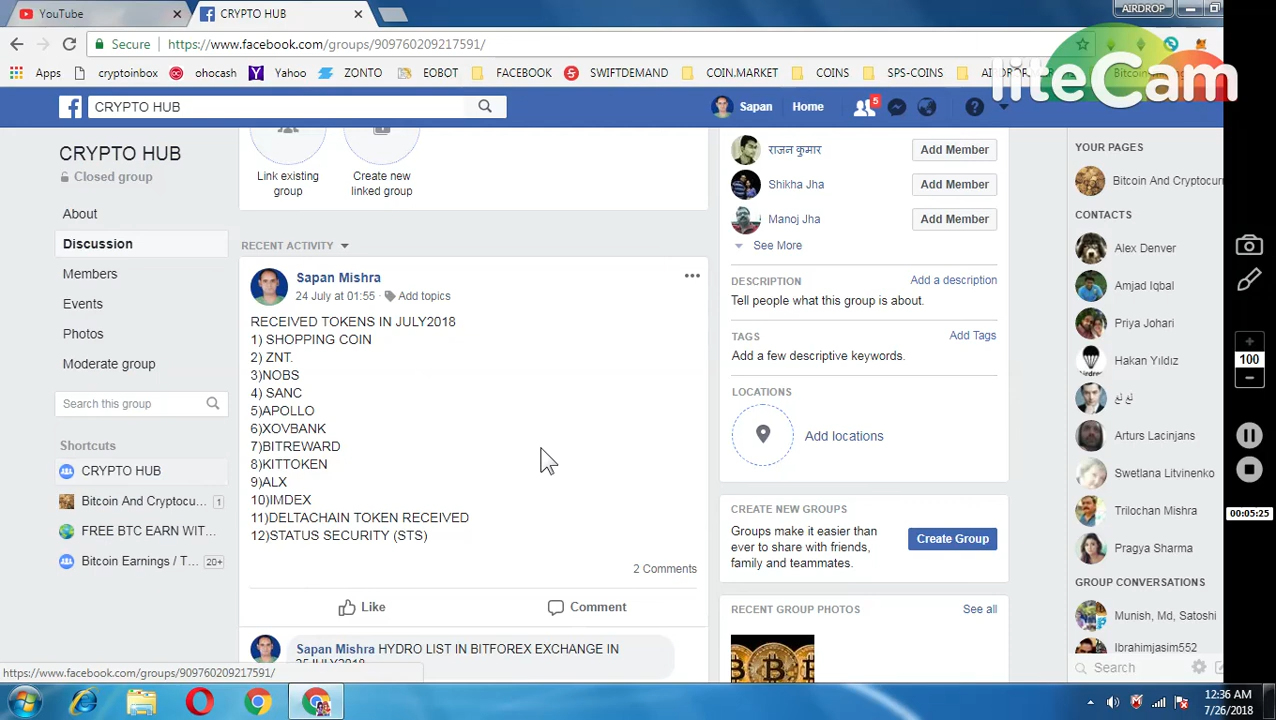 YouTube
CRYPTO HUB
AIRDROP
Secure
https://www.facebook.com/groups/909760209217591/
Apps
cryptoinbox
ohocash
Yahoo
EOBOT
FACEBOOK
SWIFTDEMAND
COIN.MARKET
COINS
SPS-COINS
liteCam
CRYPTO HUB
Sapan
Home
5
CRYPTO HUB
Closed group
About
Discussion
Members
Events
Photos
Moderate group
Search this group
Shortcuts
CRYPTO HUB
Bitcoin And Cryptocu...
1
FREE BTC EARN WIT...
Bitcoin Earnings / T...
20+
Link existing
group
Create new
linked group
RECENT ACTIVITY
Sapan Mishra
24 July at 01:55
Add topics
RECEIVED TOKENS IN JULY2018
1) SHOPPING COIN
2) ZNT.
3)NOBS
4) SANC
5)APOLLO
6)XOVBANK
7)BITREWARD
8)KITTOKEN
9)ALX
10)IMDEX
11)DELTACHAIN TOKEN RECEIVED
12)STATUS SECURITY (STS)
2 Comments
Like
Comment
Sapan Mishra HYDRO LIST IN BITFOREX EXCHANGE IN
25JULY2018
राजन कुमार
Add Member
Shikha Jha
Add Member
Manoj Jha
Add Member
See More
DESCRIPTION
Add a description
Tell people what this group is about.
TAGS
Add Tags
Add a few descriptive keywords.
LOCATIONS
Add locations
CREATE NEW GROUPS
Groups make it easier than
ever to share with friends,
family and teammates.
Create Group
RECENT GROUP PHOTOS
See all
YOUR PAGES
Bitcoin And Cryptocurr
CONTACTS
Alex Denver
Amjad Iqbal
Priya Johari
Hakan Yıldız
Arturs Lacinjans
Swetlana Litvinenko
Trilochan Mishra
Pragya Sharma
GROUP CONVERSATIONS
Munish, Md, Satoshi
Ibrahimjasim552
Search
100
00:05:25
https://www.facebook.com/groups/909760209217591/
12:36 AM
7/26/2018